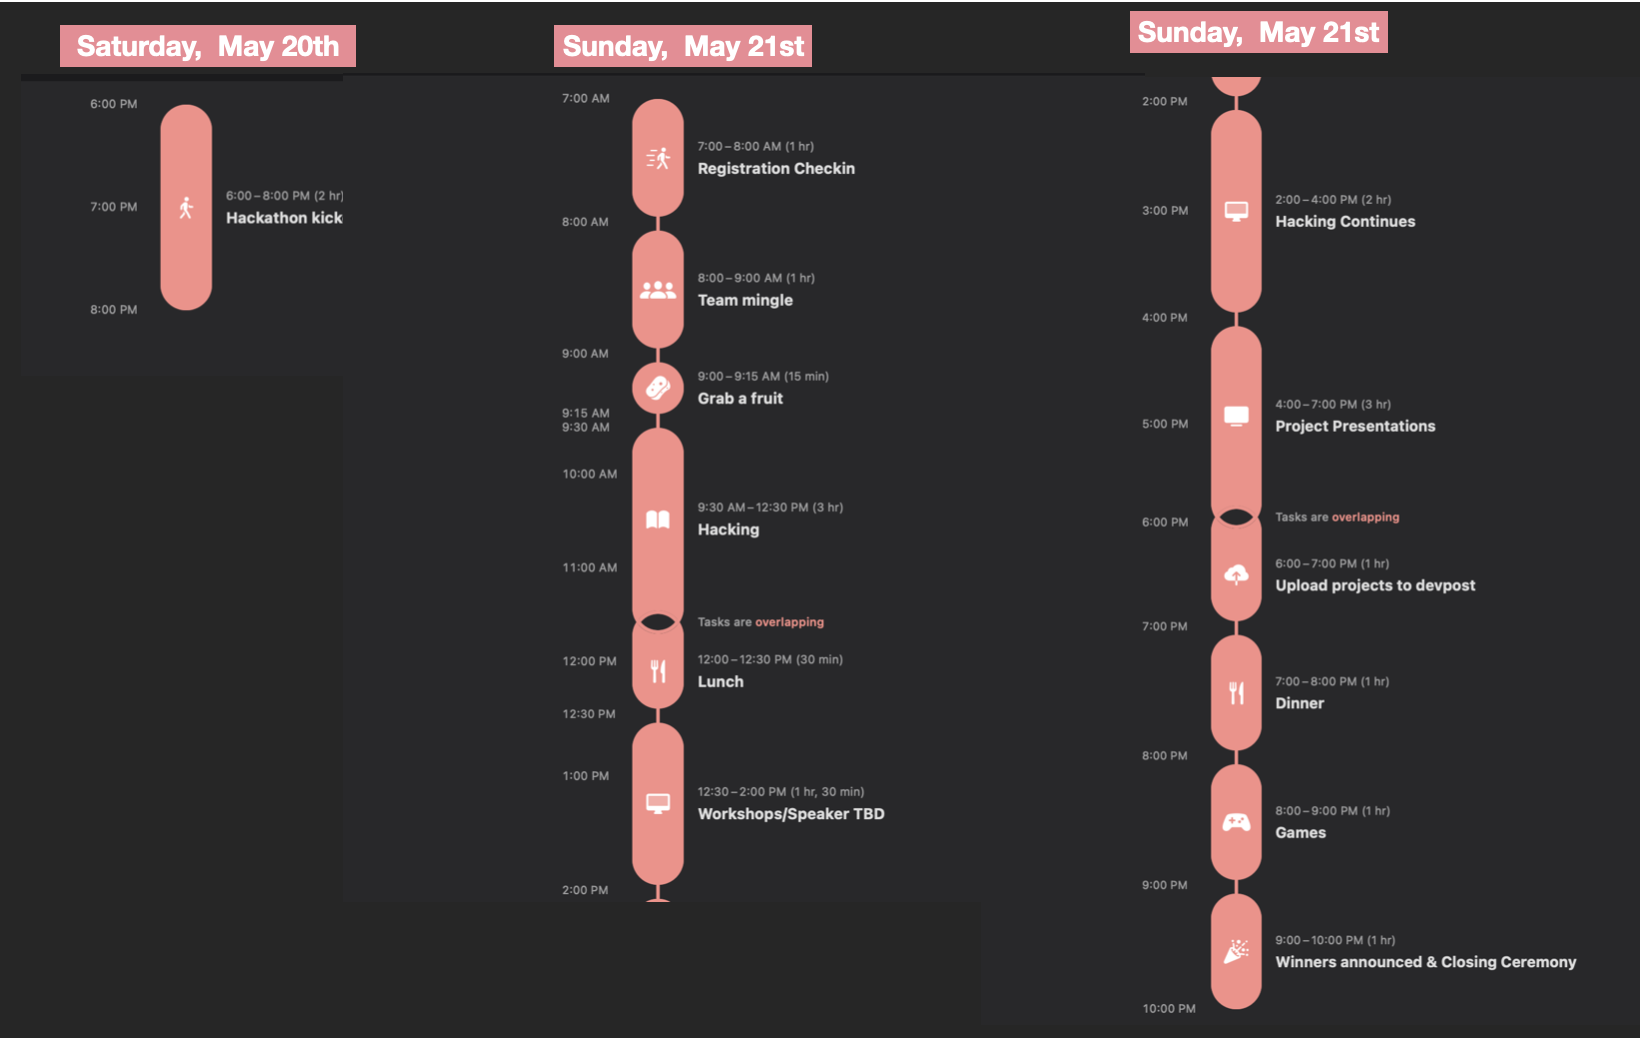 Saturday, May 20th
6:00 PM
6:00–8:00 PM (2 hr)
7:00 PM
Hackathon kick
8:00 PM
Sunday, May 21st
7:00 AM
7:00–8:00 AM (1 hr)
Registration Checkin
8:00 AM
8:00–9:00 AM (1 hr)
Team mingle
9:00 AM
9:00–9:15 AM (15 min)
Grab a fruit
9:15 AM
9:30 AM
10:00 AM
9:30 AM–12:30 PM (3 hr)
Hacking
11:00 AM
Tasks are overlapping
12:00 PM
12:00–12:30 PM (30 min)
Lunch
12:30 PM
1:00 PM
12:30–2:00 PM (1 hr, 30 min)
Workshops/Speaker TBD
2:00 PM
Sunday, May 21st
2:00 PM
2:00–4:00 PM (2 hr)
3:00 PM
Hacking Continues
4:00 PM
4:00–7:00 PM (3 hr)
5:00 PM
Project Presentations
6:00 PM
Tasks are overlapping
6:00–7:00 PM (1 hr)
Upload projects to devpost
7:00 PM
7:00–8:00 PM (1 hr)
Dinner
8:00 PM
8:00–9:00 PM (1 hr)
Games
9:00 PM
9:00–10:00 PM (1 hr)
Winners announced & Closing Ceremony
10:00 PM